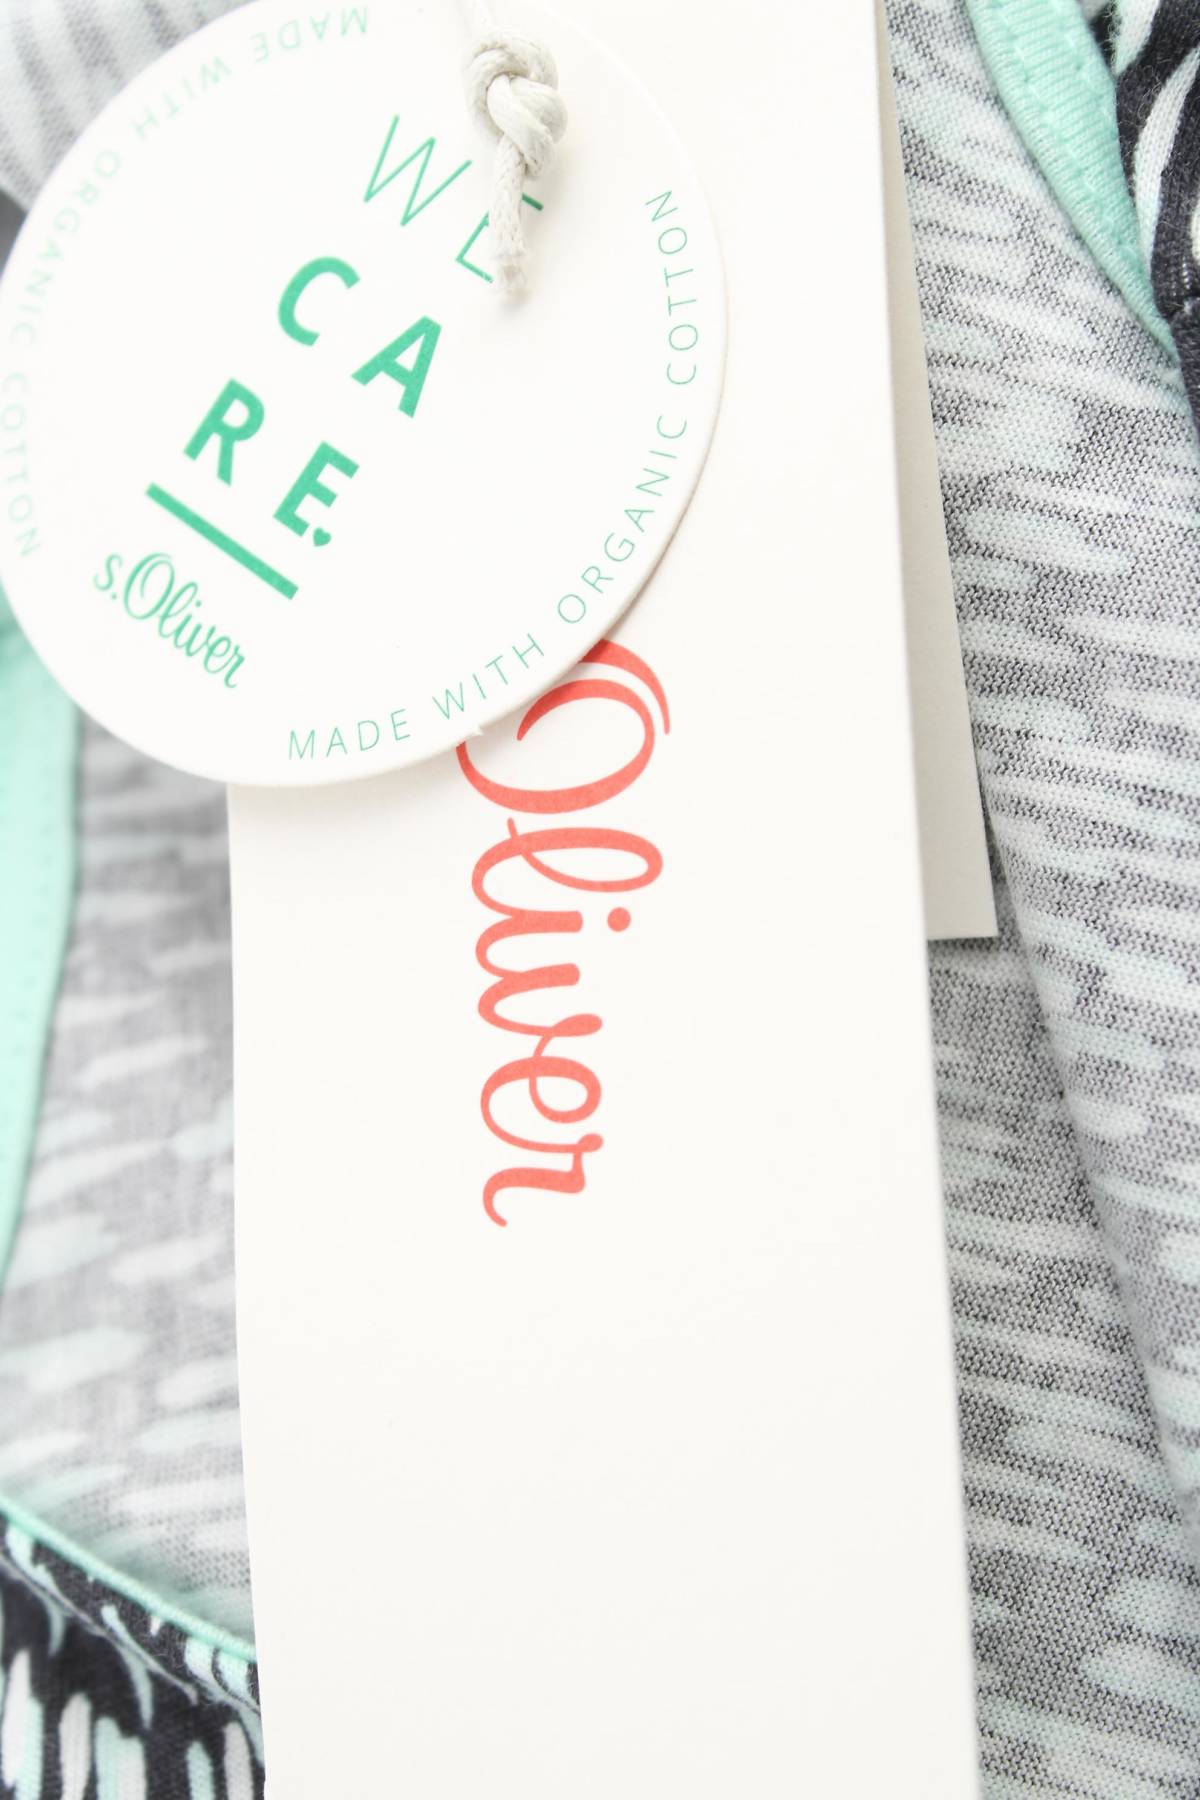 MADE WITH ORGANIC COTTON
WE
CA
RE
s.Oliver
MADE WITH ORGANIC COTTON
Oliver